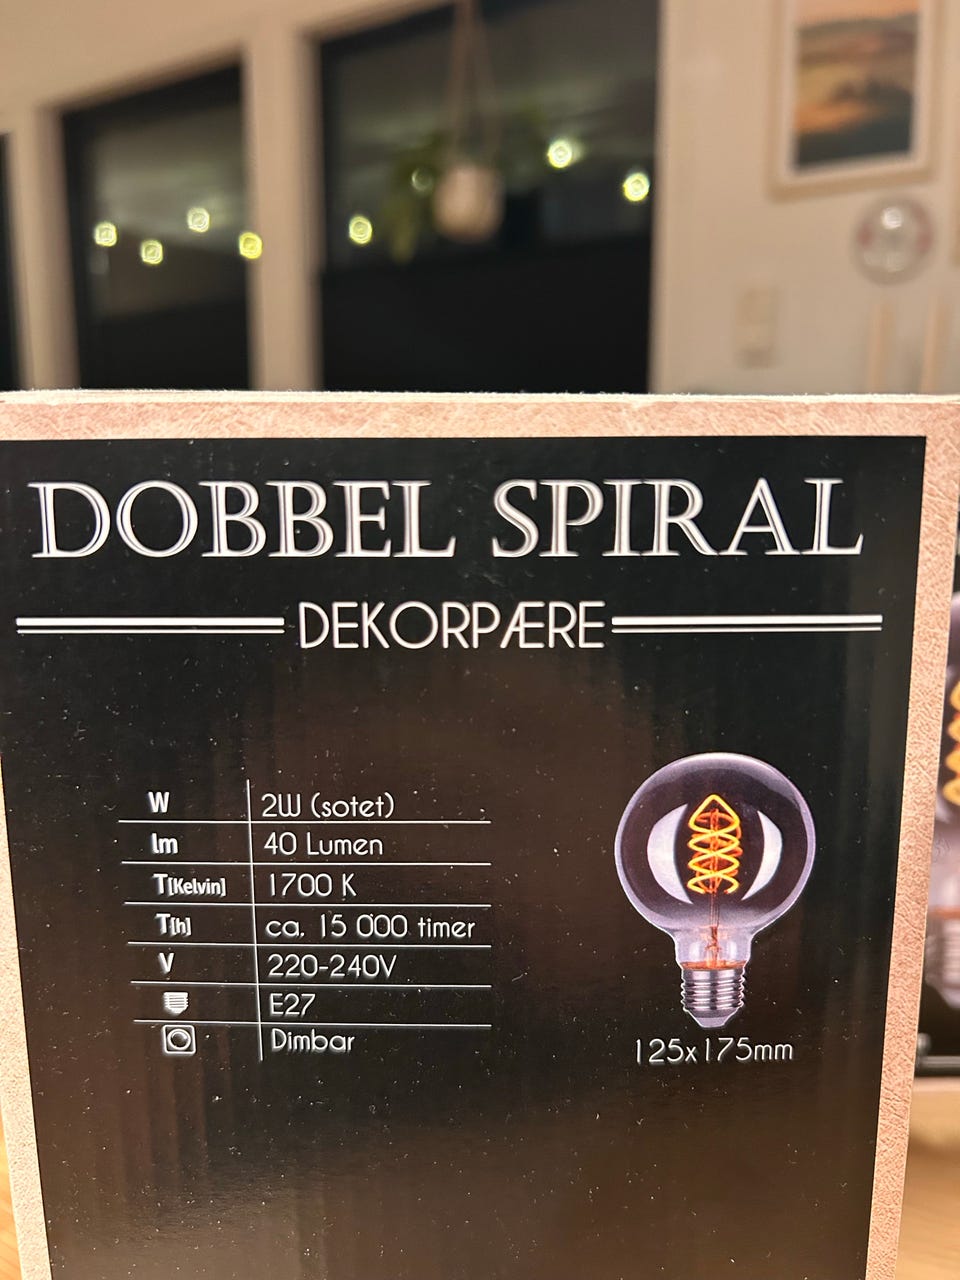 DOBBEL SPIRAL
DEKORPÆRE
W 2W (sotet)
lm 40 Lumen
T[Kelvin] 1700 K
T[h] ca. 15 000 timer
V 220-240V
E27
Dimbar
125x175mm